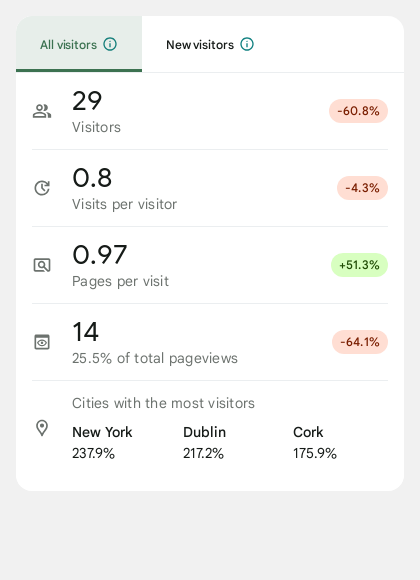 All visitors
New visitors
29
Visitors
-60.8%
0.8
Visits per visitor
-4.3%
0.97
Pages per visit
+51.3%
14
25.5% of total pageviews
-64.1%
Cities with the most visitors
New York Dublin Cork
237.9% 217.2% 175.9%